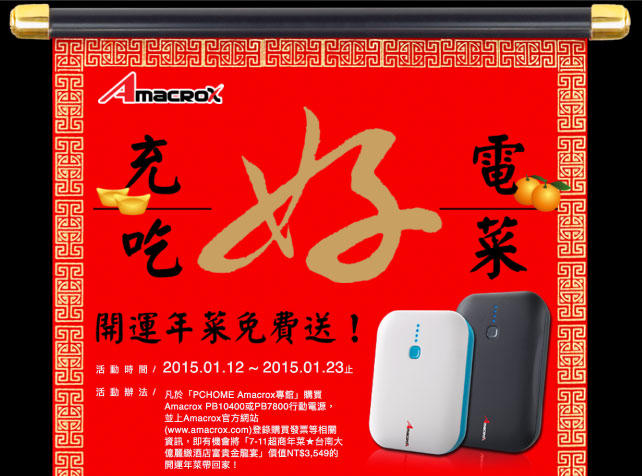 AmacroX
充 好 電
吃 好 菜
開運年菜免費送！
活動時間/ 2015.01.12 ~ 2015.01.23止
活動辦法/ 凡於「PCHOME Amacrox專館」購買
Amacrox PB10400或PB7800行動電源，
並上Amacrox官方網站
(www.amacrox.com)登錄購買發票等相關
資訊，即有機會將「7-11超商年菜★台南大
億麗緻酒店富貴金龍宴」價值NT$3,549的
開運年菜帶回家！
AmacroX
AmacroX